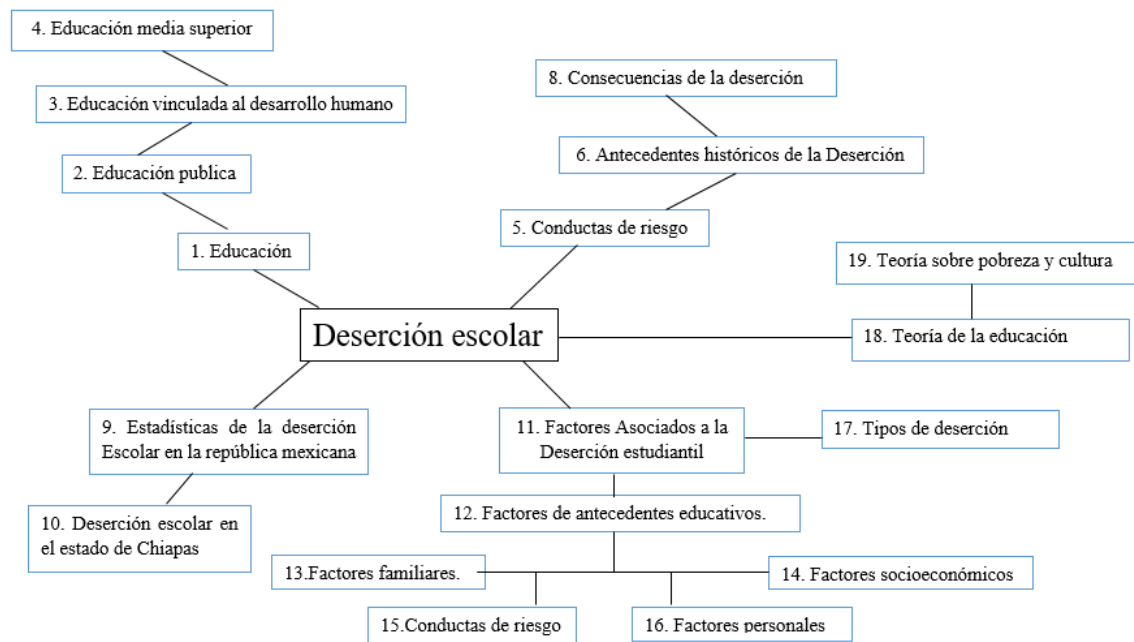 4. Educación media superior
3. Educación vinculada al desarrollo humano
2. Educación publica
1. Educación
8. Consecuencias de la deserción
6. Antecedentes históricos de la Deserción
5. Conductas de riesgo
19. Teoría sobre pobreza y cultura
18. Teoría de la educación
Deserción escolar
9. Estadísticas de la deserción
Escolar en la república mexicana
10. Deserción escolar en
el estado de Chiapas
11. Factores Asociados a la
Deserción estudiantil
17. Tipos de deserción
12. Factores de antecedentes educativos.
13.Factores familiares.
14. Factores socioeconómicos
15.Conductas de riesgo
16. Factores personales